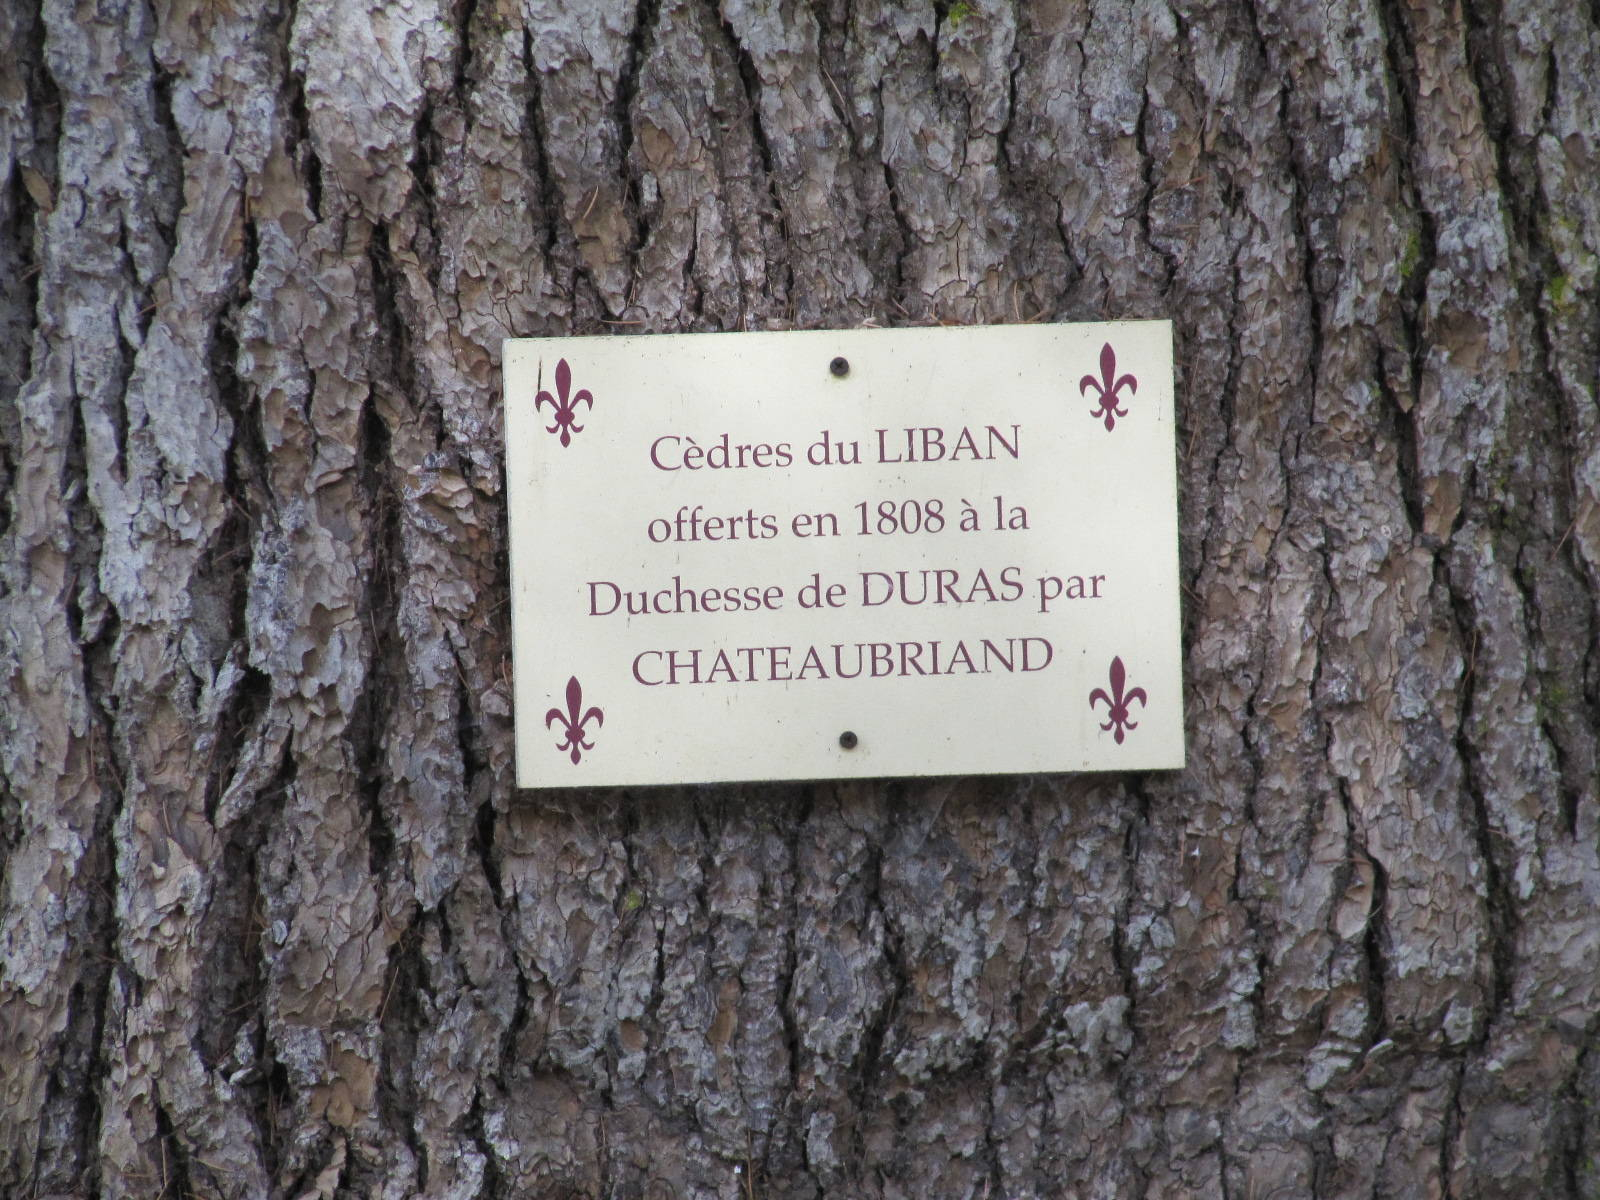 Cèdres du LIBAN
offerts en 1808 à la
Duchesse de DURAS par
CHATEAUBRIAND